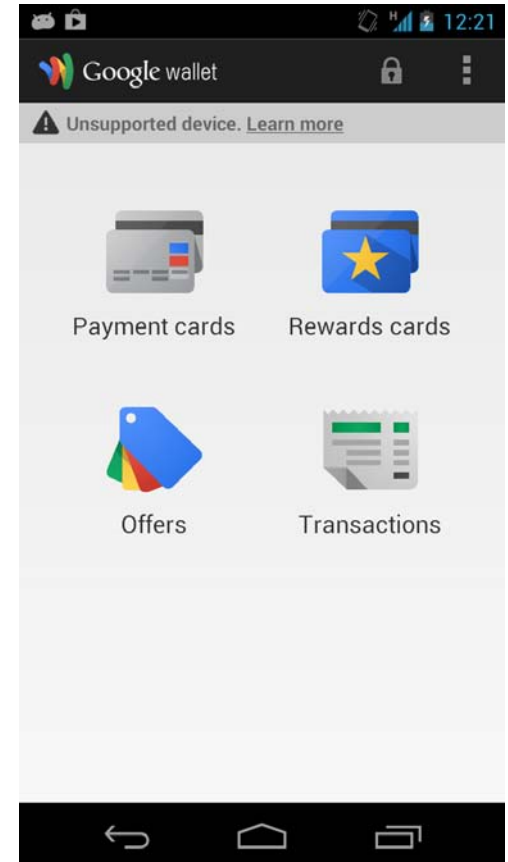 H 12:21
Google wallet
Unsupported device. Learn more
Payment cards Rewards cards
Offers Transactions